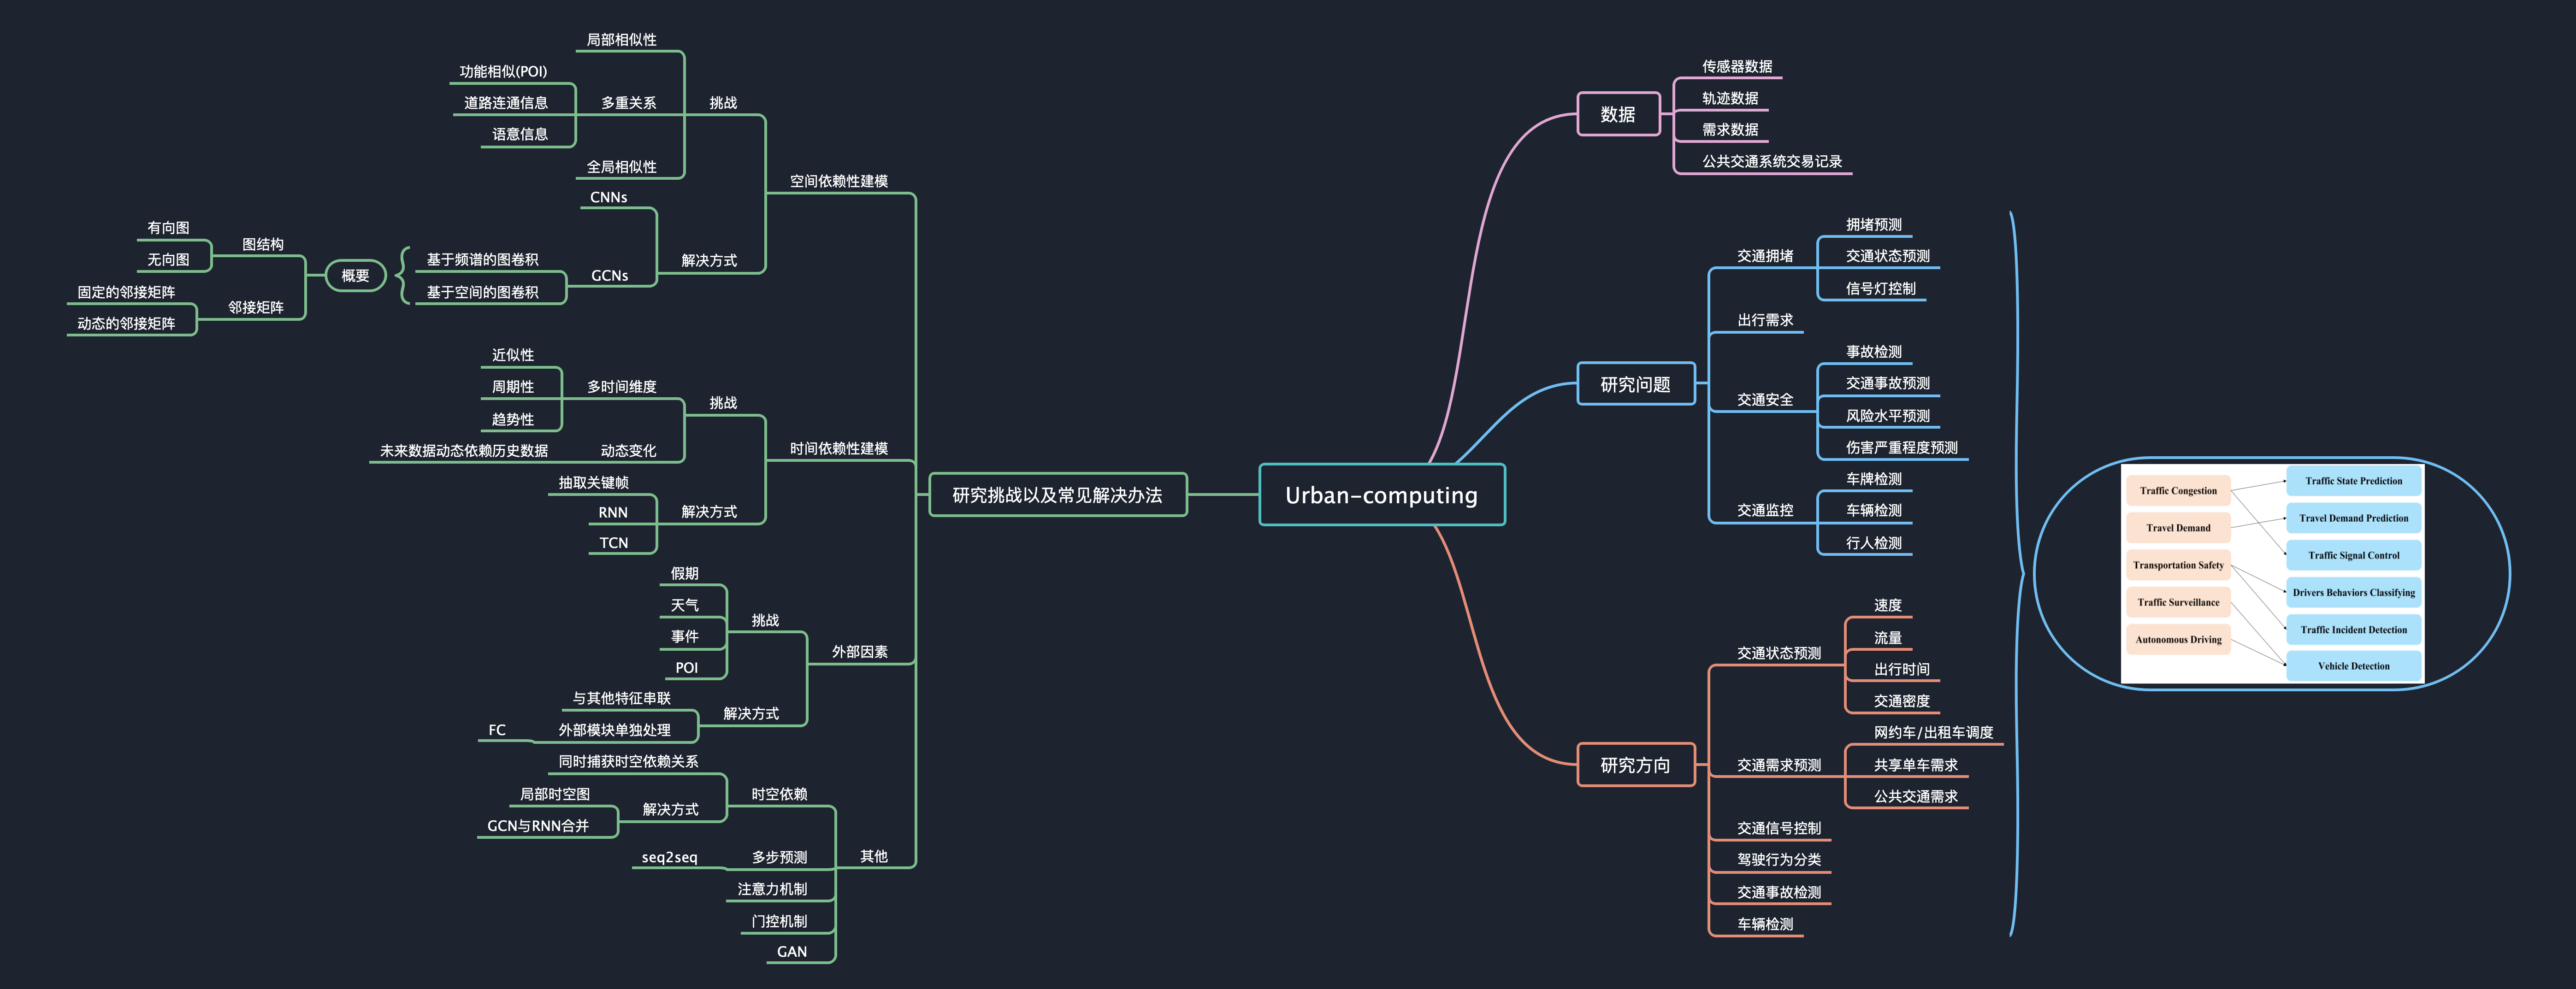 Urban-computing
数据
传感器数据
轨迹数据
需求数据
公共交通系统交易记录
研究问题
交通拥堵
拥堵预测
交通状态预测
信号灯控制
出行需求
交通安全
事故检测
交通事故预测
风险水平预测
伤害严重程度预测
交通监控
车牌检测
车辆检测
行人检测
研究方向
交通状态预测
速度
流量
出行时间
交通密度
交通需求预测
网约车/出租车调度
共享单车需求
公共交通需求
交通信号控制
驾驶行为分类
交通事故检测
车辆检测
Traffic Congestion
Travel Demand
Transportation Safety
Traffic Surveillance
Autonomous Driving
Traffic State Prediction
Travel Demand Prediction
Traffic Signal Control
Drivers Behaviors Classifying
Traffic Incident Detection
Vehicle Detection
研究挑战以及常见解决办法
空间依赖性建模
挑战
局部相似性
多重关系
功能相似(POI)
道路连通信息
语意信息
全局相似性
解决方式
CNNs
GCNs
基于频谱的图卷积
基于空间的图卷积
概要
图结构
有向图
无向图
邻接矩阵
固定的邻接矩阵
动态的邻接矩阵
时间依赖性建模
挑战
多时间维度
近似性
周期性
趋势性
动态变化
未来数据动态依赖历史数据
解决方式
抽取关键帧
RNN
TCN
外部因素
挑战
假期
天气
事件
POI
解决方式
与其他特征串联
外部模块单独处理
FC
其他
时空依赖
同时捕获时空依赖关系
解决方式
局部时空图
GCN与RNN合并
多步预测
seq2seq
注意力机制
门控机制
GAN